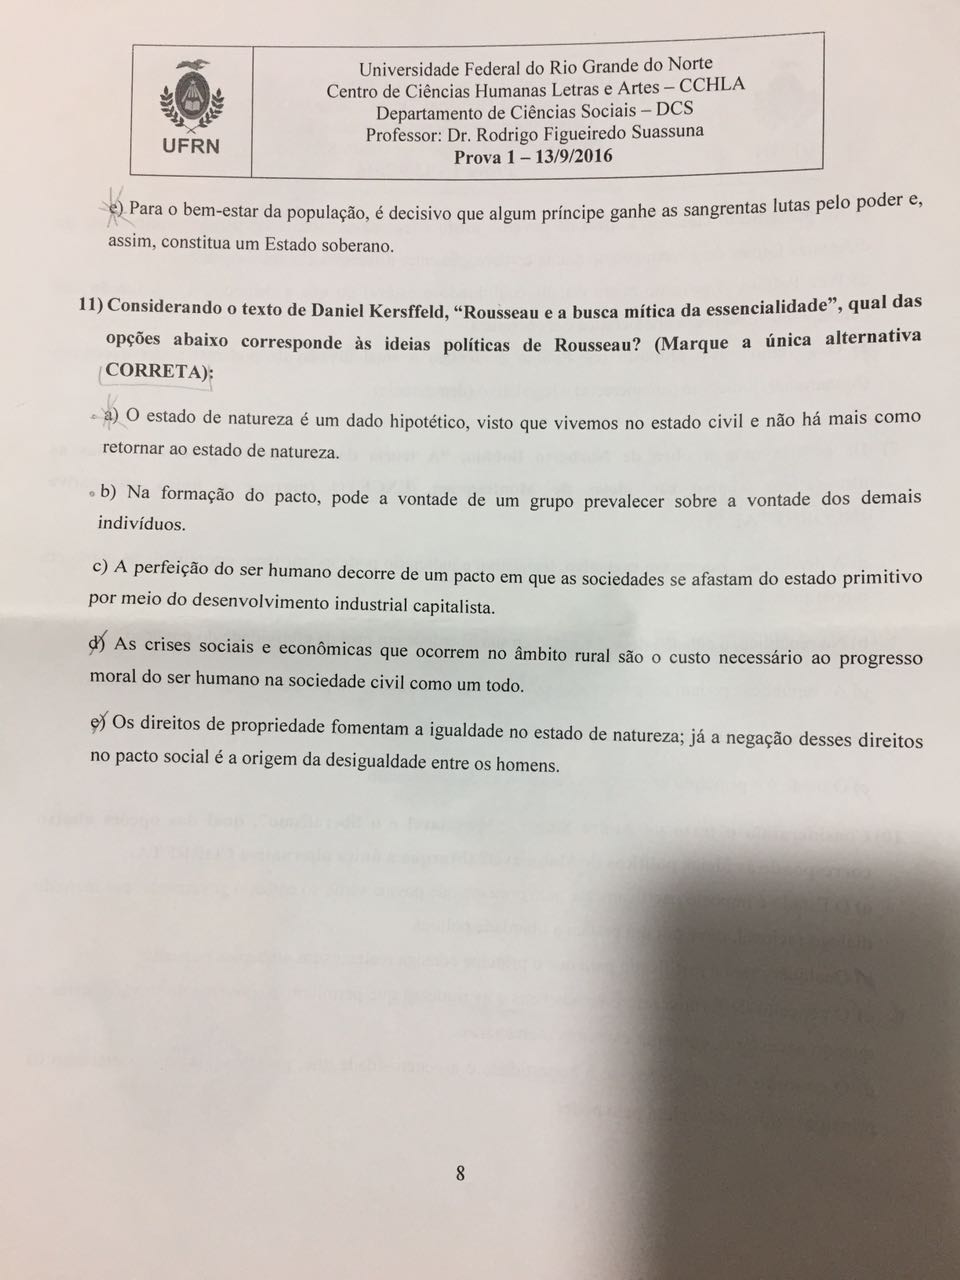 Universidade Federal do Rio Grande do Norte
Centro de Ciências Humanas Letras e Artes – CCHLA
Departamento de Ciências Sociais – DCS
Professor: Dr. Rodrigo Figueiredo Suassuna
Prova 1 – 13/9/2016
UFRN
e) Para o bem-estar da população, é decisivo que algum príncipe ganhe as sangrentas lutas pelo poder e,
assim, constitua um Estado soberano.
11) Considerando o texto de Daniel Kersffeld, “Rousseau e a busca mítica da essencialidade”, qual das
opções abaixo corresponde às ideias políticas de Rousseau? (Marque a única alternativa
CORRETA):
a) O estado de natureza é um dado hipotético, visto que vivemos no estado civil e não há mais como
retornar ao estado de natureza.
b) Na formação do pacto, pode a vontade de um grupo prevalecer sobre a vontade dos demais
indivíduos.
c) A perfeição do ser humano decorre de um pacto em que as sociedades se afastam do estado primitivo
por meio do desenvolvimento industrial capitalista.
d) As crises sociais e econômicas que ocorrem no âmbito rural são o custo necessário ao progresso
moral do ser humano na sociedade civil como um todo.
e) Os direitos de propriedade fomentam a igualdade no estado de natureza; já a negação desses direitos
no pacto social é a origem da desigualdade entre os homens.
8